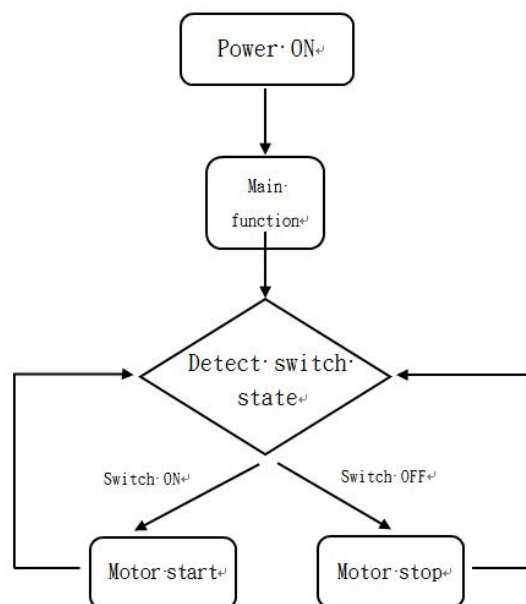 Power ON
Main
function
Detect switch
state
Switch ON
Switch OFF
Motor start
Motor stop